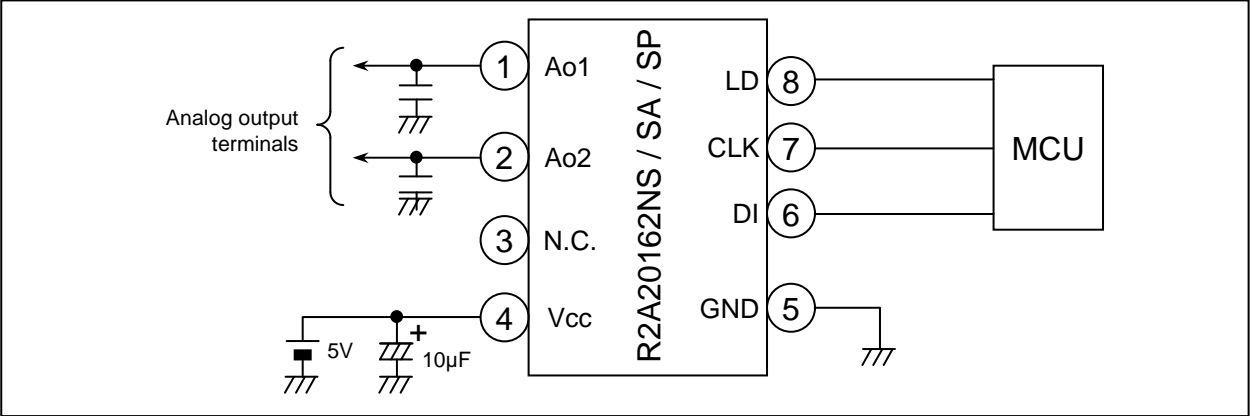 Analog output
terminals
1
Ao1
2
Ao2
3
N.C.
4
Vcc
5V
+
10µF
R2A20162NS / SA / SP
LD
8
CLK
7
DI
6
GND
5
MCU